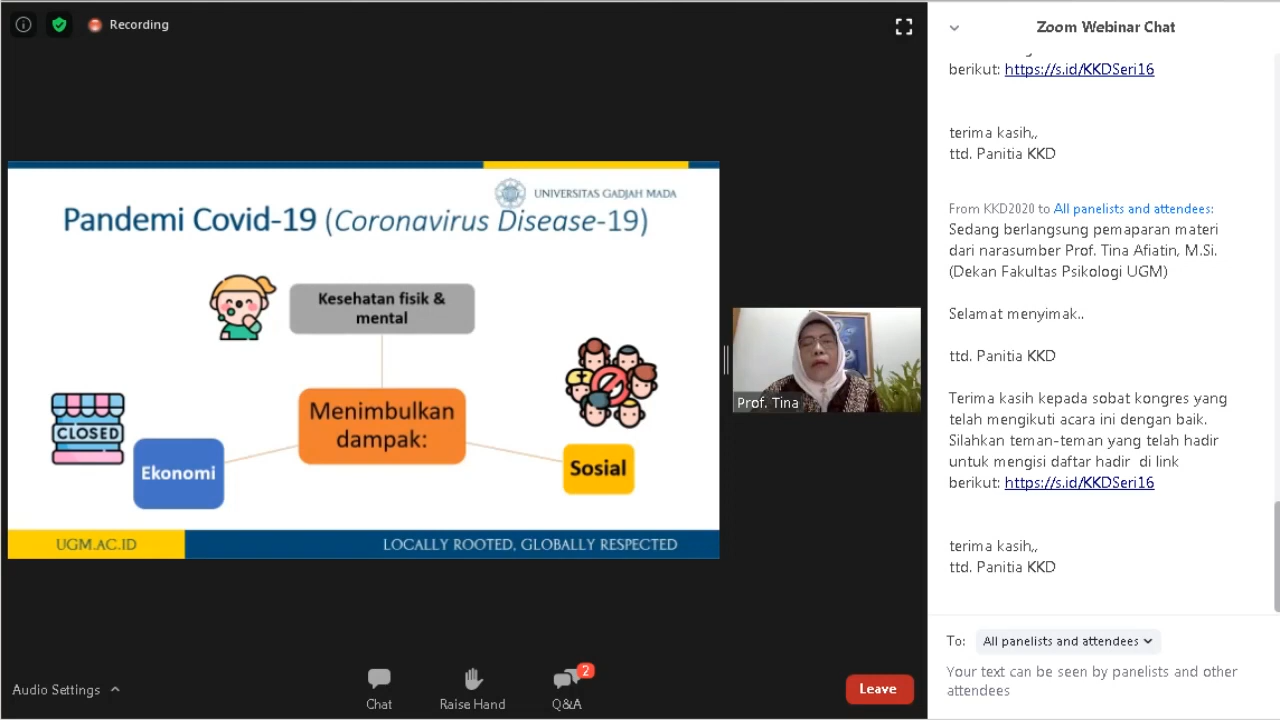 Recording
UNIVERSITAS GADJAH MADA
Pandemi Covid-19 (Coronavirus Disease-19)
Kesehatan fisik &
mental
CLOSED
Menimbulkan
dampak:
Ekonomi
Sosial
UGM.AC.ID
LOCALLY ROOTED, GLOBALLY RESPECTED
Prof. Tina
Audio Settings
Chat
Raise Hand
2
Q&A
Leave
Zoom Webinar Chat
berikut: https://s.id/KKDSeri16
terima kasih,,
ttd. Panitia KKD
From KKD2020 to All panelists and attendees:
Sedang berlangsung pemaparan materi
dari narasumber Prof. Tina Afiatin, M.Si.
(Dekan Fakultas Psikologi UGM)
Selamat menyimak..
ttd. Panitia KKD
Terima kasih kepada sobat kongres yang
telah mengikuti acara ini dengan baik.
Silahkan teman-teman yang telah hadir
untuk mengisi daftar hadir  di link
berikut: https://s.id/KKDSeri16
terima kasih,,
ttd. Panitia KKD
To: All panelists and attendees
Your text can be seen by panelists and other
attendees